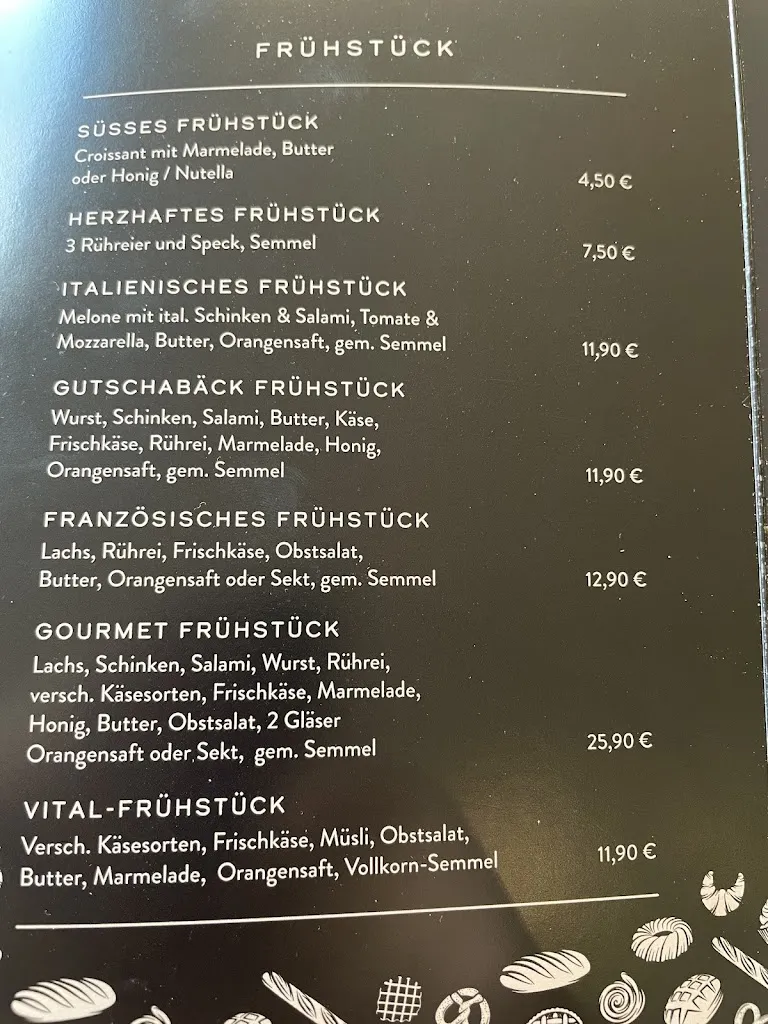 FRÜHSTÜCK
SÜSSES FRÜHSTÜCK
Croissant mit Marmelade, Butter
oder Honig / Nutella
4,50 €
HERZHAFTES FRÜHSTÜCK
3 Rühreier und Speck, Semmel
7,50 €
ITALIENISCHES FRÜHSTÜCK
Melone mit ital. Schinken & Salami, Tomate &
Mozzarella, Butter, Orangensaft, gem. Semmel
11,90 €
GUTSCHABÄCK FRÜHSTÜCK
Wurst, Schinken, Salami, Butter, Käse,
Frischkäse, Rührei, Marmelade, Honig,
Orangensaft, gem. Semmel
11,90 €
FRANZÖSISCHES FRÜHSTÜCK
Lachs, Rührei, Frischkäse, Obstsalat,
Butter, Orangensaft oder Sekt, gem. Semmel
12,90 €
GOURMET FRÜHSTÜCK
Lachs, Schinken, Salami, Wurst, Rührei,
versch. Käsesorten, Frischkäse, Marmelade,
Honig, Butter, Obstsalat, 2 Gläser
Orangensaft oder Sekt, gem. Semmel
25,90 €
VITAL-FRÜHSTÜCK
Versch. Käsesorten, Frischkäse, Müsli, Obstsalat,
Butter, Marmelade, Orangensaft, Vollkorn-Semmel
11,90 €